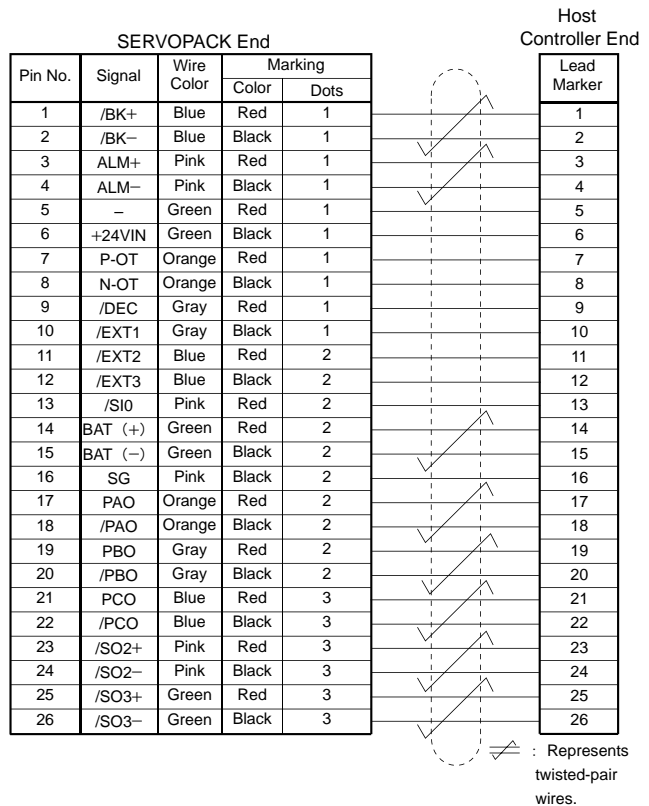 Host
SERVOPACK End Controller End
Pin No. Signal Wire Color Marking Lead Marker
Color Dots
1 /BK+ Blue Red 1 1
2 /BK− Blue Black 1 2
3 ALM+ Pink Red 1 3
4 ALM− Pink Black 1 4
5 – Green Red 1 5
6 +24VIN Green Black 1 6
7 P-OT Orange Red 1 7
8 N-OT Orange Black 1 8
9 /DEC Gray Red 1 9
10 /EXT1 Gray Black 1 10
11 /EXT2 Blue Red 2 11
12 /EXT3 Blue Black 2 12
13 /SI0 Pink Red 2 13
14 BAT (+) Green Red 2 14
15 BAT (−) Green Black 2 15
16 SG Pink Black 2 16
17 PAO Orange Red 2 17
18 /PAO Orange Black 2 18
19 PBO Gray Red 2 19
20 /PBO Gray Black 2 20
21 PCO Blue Red 3 21
22 /PCO Blue Black 3 22
23 /SO2+ Pink Red 3 23
24 /SO2− Pink Black 3 24
25 /SO3+ Green Red 3 25
26 /SO3− Green Black 3 26
: Represents
twisted-pair
wires.